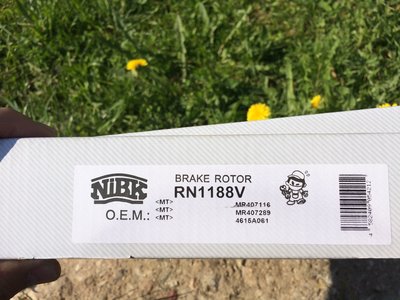 NiBK
BRAKE ROTOR
RN1188V
O.E.M.: <MT> MR407116
<MT> MR407289
<MT> 4615A061